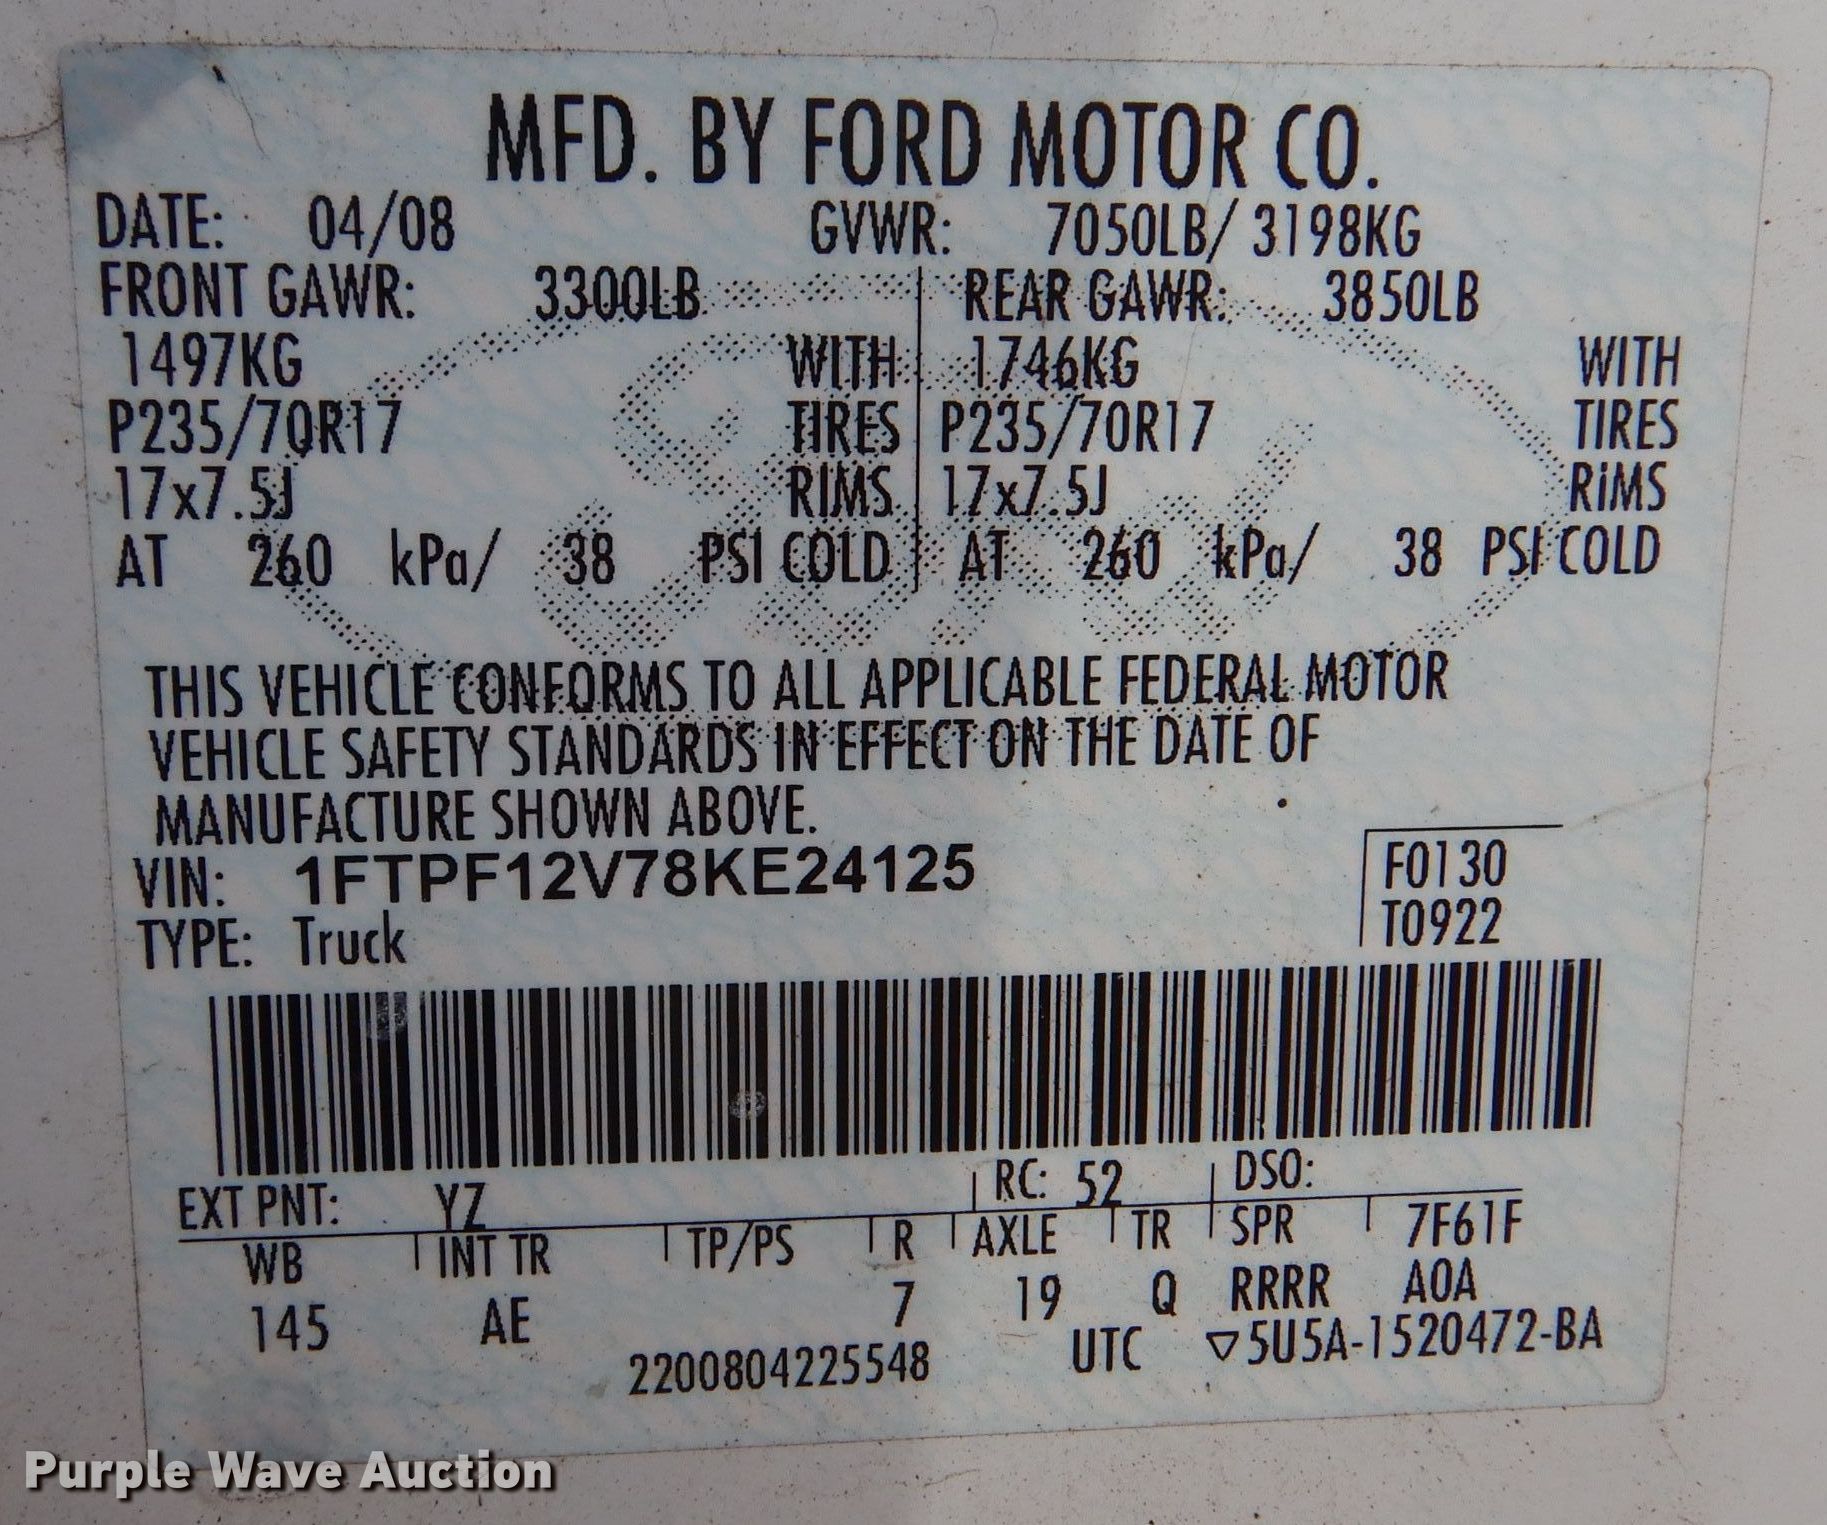 MFD. BY FORD MOTOR CO.
DATE: 04/08 GVWR: 7050LB/ 3198KG
FRONT GAWR: 3300LB REAR GAWR: 3850LB
1497KG WITH 1746KG WITH
P235/70R17 TIRES P235/70R17 TIRES
17x7.5J RIMS 17x7.5J RiMS
AT 260 kPa/ 38 PSI COLD AT 260 kPa/ 38 PSI COLD
THIS VEHICLE CONFORMS TO ALL APPLICABLE FEDERAL MOTOR
VEHICLE SAFETY STANDARDS IN EFFECT ON THE DATE OF
MANUFACTURE SHOWN ABOVE.
VIN: 1FTPF12V78KE24125 F0130
TYPE: Truck T0922
EXT PNT: YZ RC: 52 DSO:
WB INT TR TP/PS R AXLE TR SPR 7F61F
145 AE 7 19 Q RRRR A0A
2200804225548 UTC ▽5U5A-1520472-BA
Purple Wave Auction